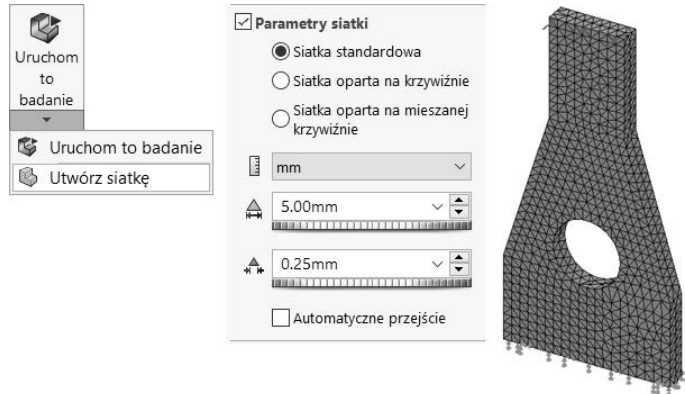 Uruchom
to
badanie
Uruchom to badanie
Utwórz siatkę
Parametry siatki
Siatka standardowa
Siatka oparta na krzywiźnie
Siatka oparta na mieszanej
krzywiźnie
mm
5.00mm
0.25mm
Automatyczne przejście